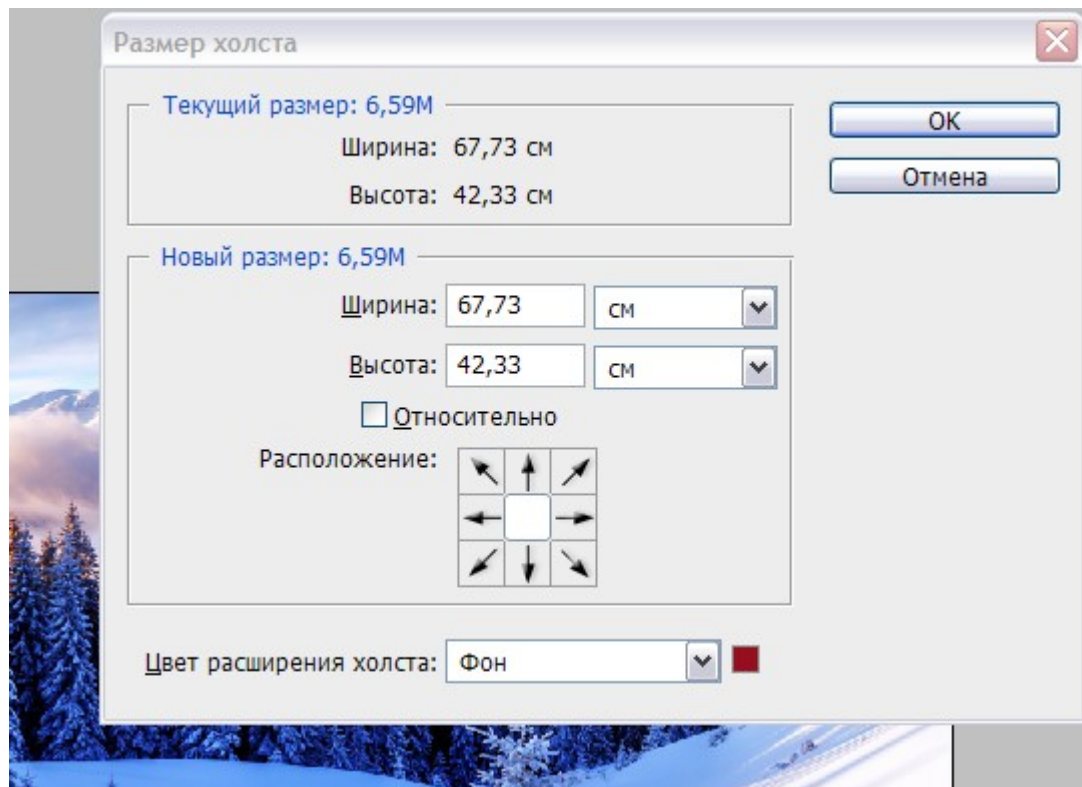 Размер холста
Текущий размер: 6,59M
OK
Ширина: 67,73 см
Отмена
Высота: 42,33 см
Новый размер: 6,59M
Ширина: 67,73 см
Высота: 42,33 см
Относительно
Расположение:
Цвет расширения холста: Фон